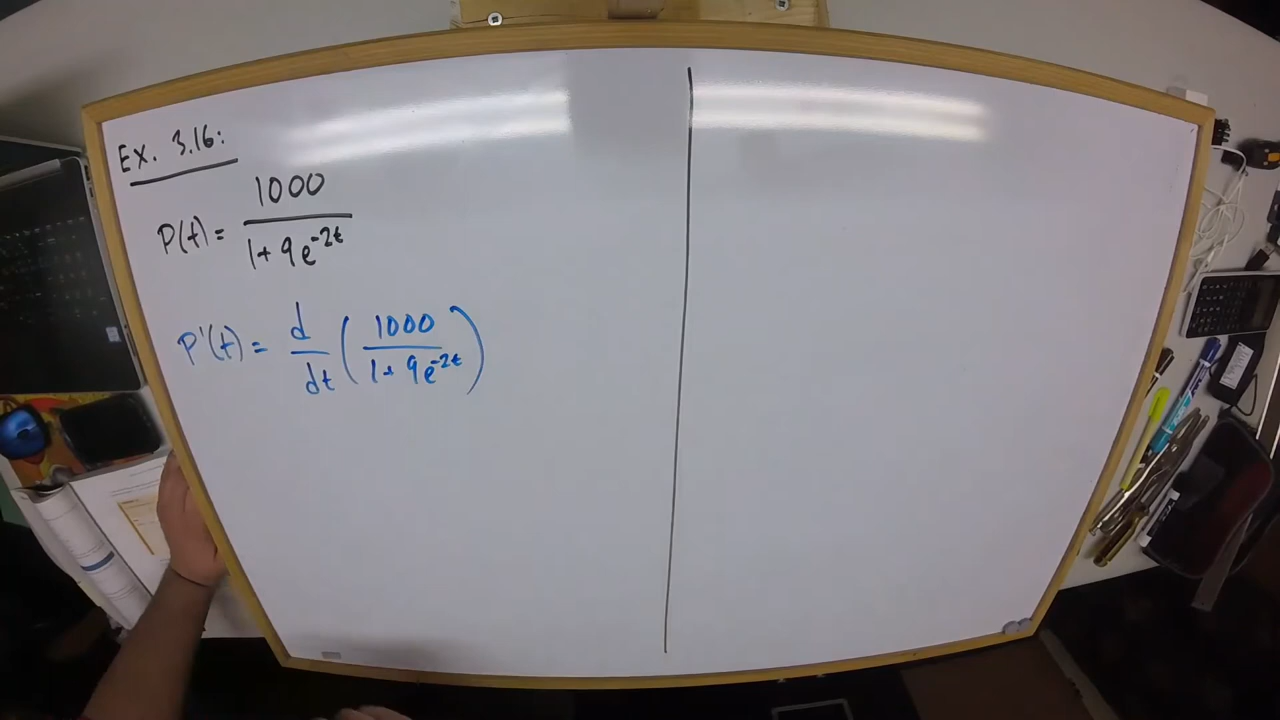 Ex. 3.16:
P(t) = 1000 / (1 + 9e^{-2t})
P'(t) = d/dt (1000 / (1 + 9e^{-2t}))